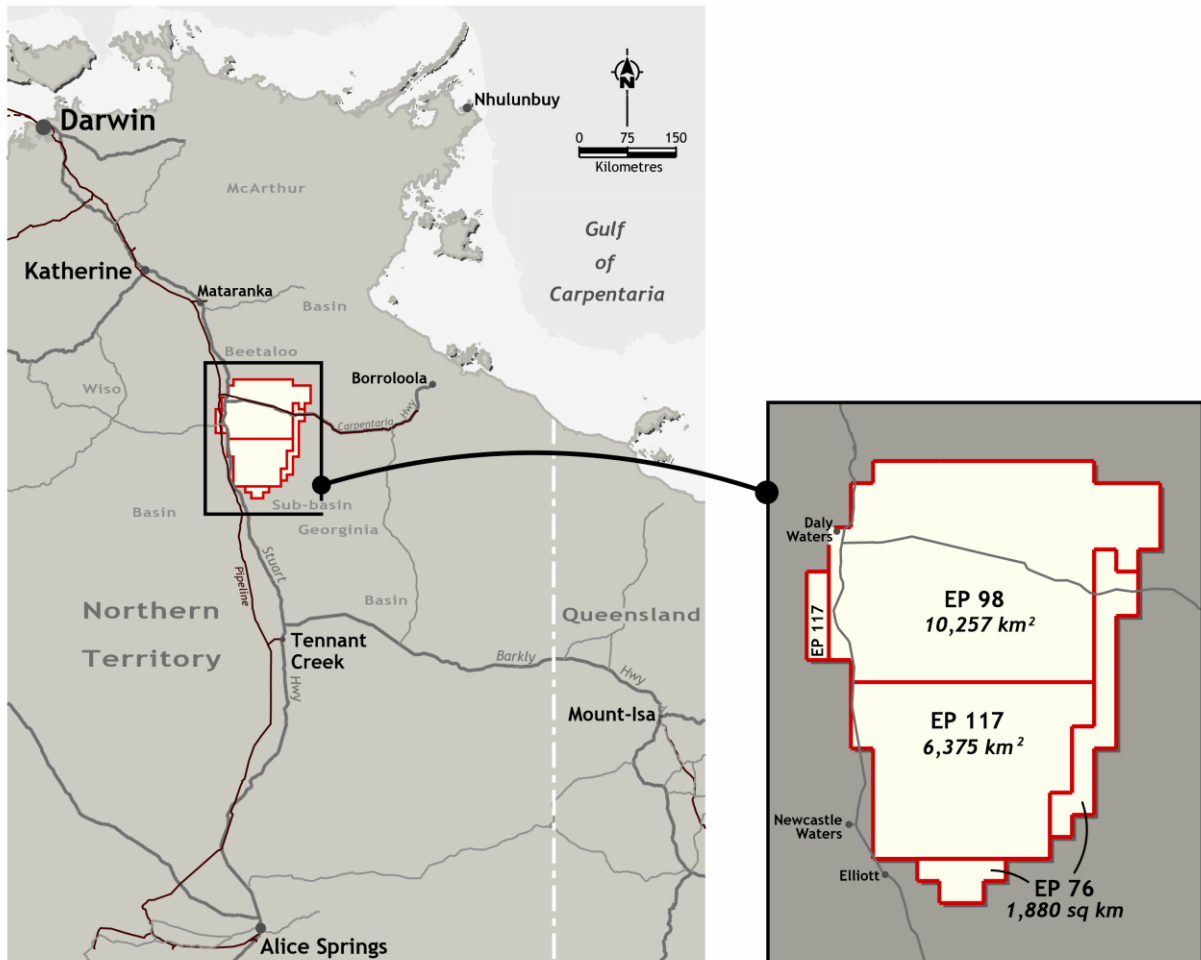 Darwin
Nhulunbuy
N
0 75 150
Kilometres
McArthur
Gulf
of
Carpentaria
Katherine
Mataranka
Basin
Beetaloo
Wiso
Borroloola
Carpentaria Hwy
Basin
Sub-basin
Georginia
Stuart
Pipeline
Northern
Territory
Basin
Queensland
Tennant
Creek
Barkly
Hwy
Hwy
Mount-Isa
Alice Springs
Daly
Waters
EP 98
10,257 km²
EP 117
EP 117
6,375 km²
Newcastle
Waters
Elliott
EP 76
1,880 sq km